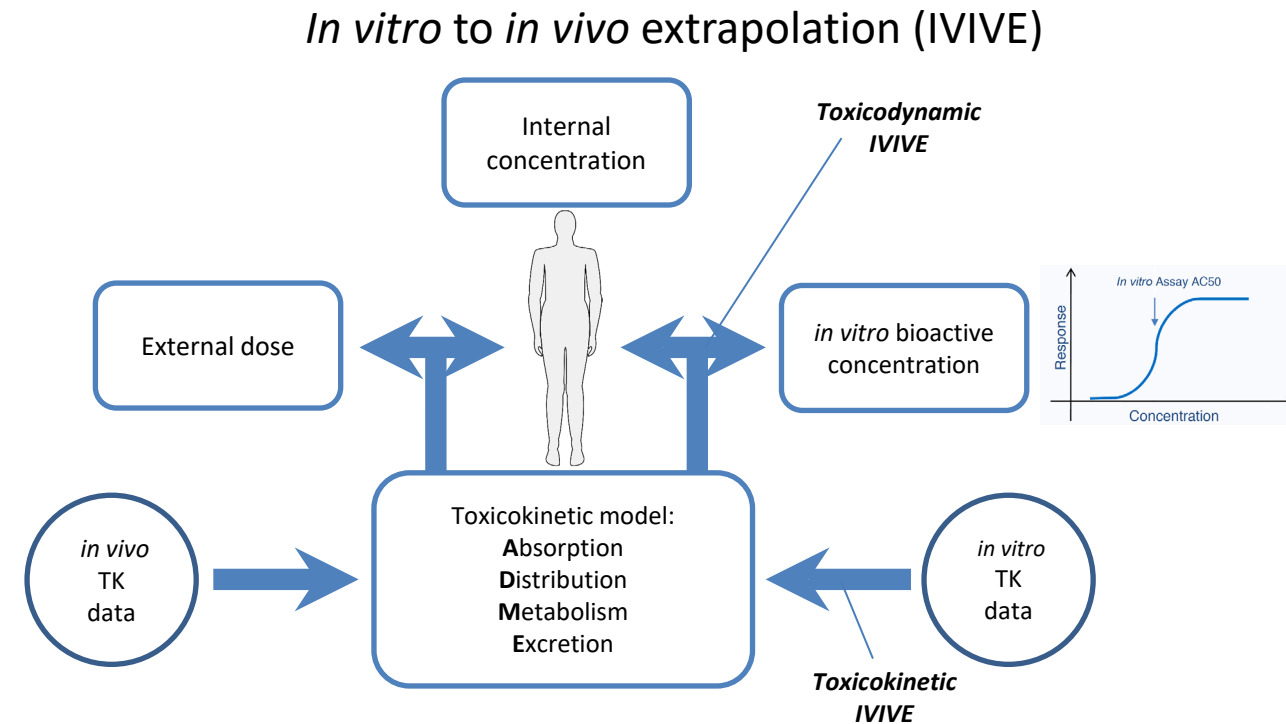 In vitro to in vivo extrapolation (IVIVE)
Internal
concentration
Toxicodynamic
IVIVE
External dose
in vitro bioactive
concentration
In vitro Assay AC50
Response
Concentration
in vivo
TK
data
Toxicokinetic model:
Absorption
Distribution
Metabolism
Excretion
in vitro
TK
data
Toxicokinetic
IVIVE